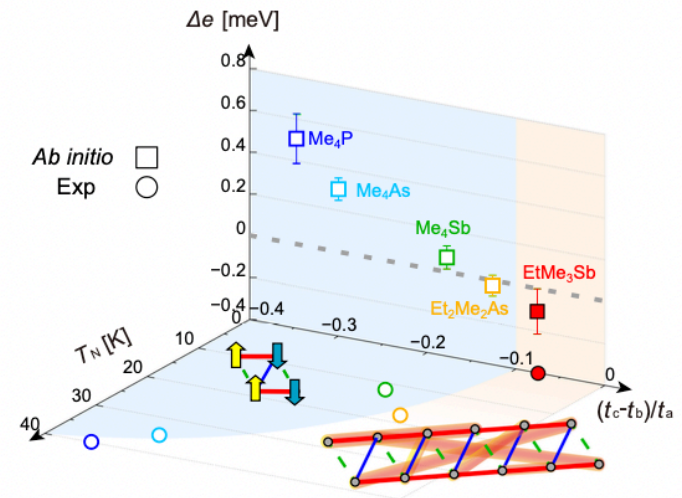 Δe [meV]
0.8
0.6
0.4
0.2
0
−0.2
−0.4
Ab initio
Exp
Me₄P
Me₄As
Me₄Sb
Et₂Me₂As
EtMe₃Sb
0
−0.4
−0.3
−0.2
−0.1
0
(tc-tb)/ta
TN [K]
10
20
30
40